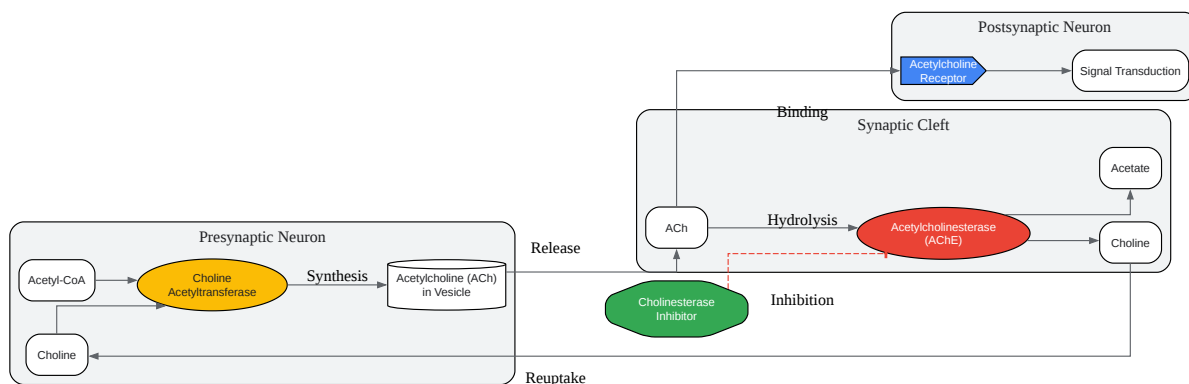 Postsynaptic Neuron
Acetylcholine
Receptor
Signal Transduction
Binding
Synaptic Cleft
Acetate
ACh
Hydrolysis
Acetylcholinesterase
(AChE)
Choline
Presynaptic Neuron
Release
Acetyl-CoA
Choline
Acetyltransferase
Synthesis
Acetylcholine (ACh)
in Vesicle
Cholinesterase
Inhibitor
Inhibition
Choline
Reuptake